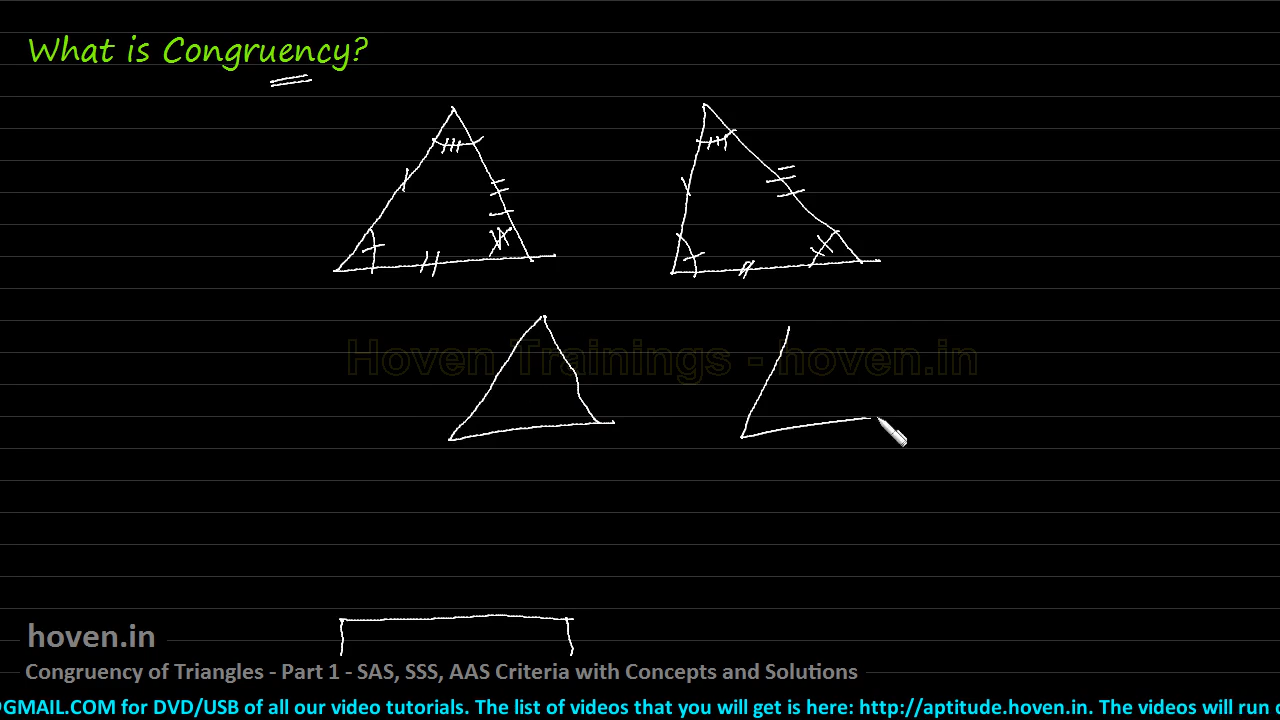 What is Congruency?
Hoven Trainings - hoven.in
hoven.in
Congruency of Triangles - Part 1 - SAS, SSS, AAS Criteria with Concepts and Solutions
@GMAIL.COM for DVD/USB of all our video tutorials. The list of videos that you will get is here: http://aptitude.hoven.in. The videos will run